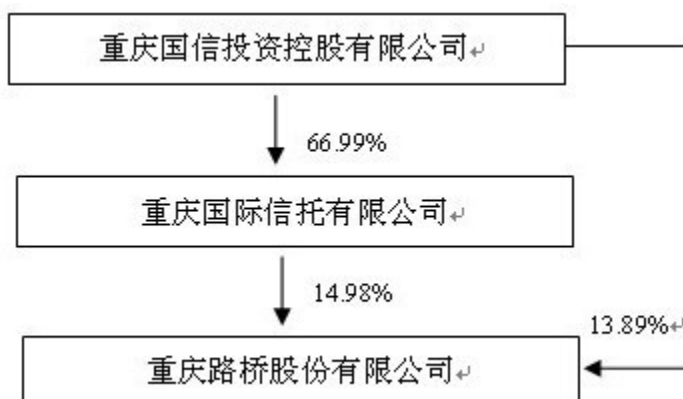 重庆国信投资控股有限公司
66.99%
重庆国际信托有限公司
14.98%
13.89%
重庆路桥股份有限公司